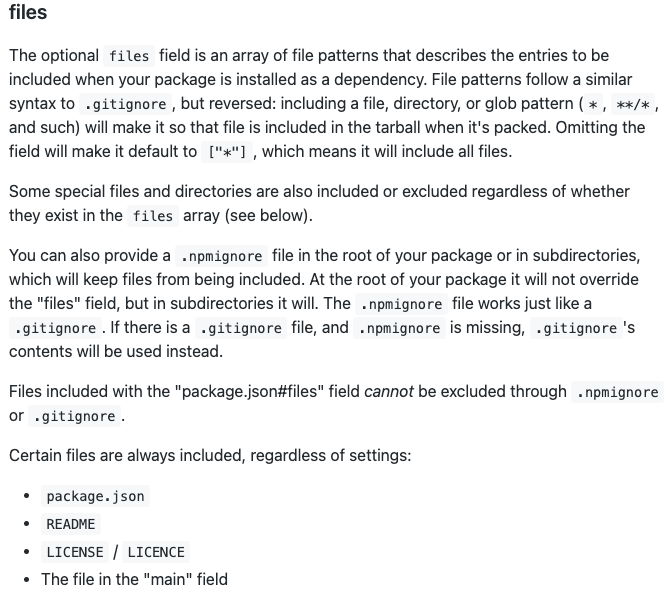 files
The optional files field is an array of file patterns that describes the entries to be
included when your package is installed as a dependency. File patterns follow a similar
syntax to .gitignore , but reversed: including a file, directory, or glob pattern ( * , **/* ,
and such) will make it so that file is included in the tarball when it's packed. Omitting the
field will make it default to ["*"] , which means it will include all files.
Some special files and directories are also included or excluded regardless of whether
they exist in the files array (see below).
You can also provide a .npmignore file in the root of your package or in subdirectories,
which will keep files from being included. At the root of your package it will not override
the "files" field, but in subdirectories it will. The .npmignore file works just like a
.gitignore . If there is a .gitignore file, and .npmignore is missing, .gitignore 's
contents will be used instead.
Files included with the "package.json#files" field cannot be excluded through .npmignore
or .gitignore .
Certain files are always included, regardless of settings:
• package.json
• README
• LICENSE / LICENCE
• The file in the "main" field